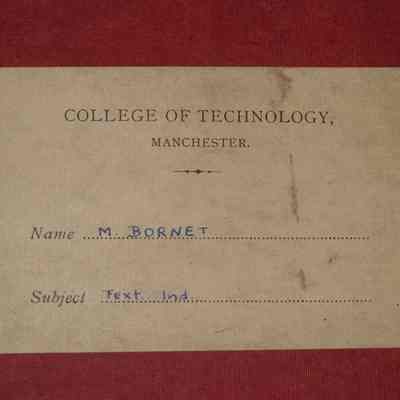 COLLEGE OF TECHNOLOGY,
MANCHESTER.
Name M. BORNET
Subject Text. Ind.